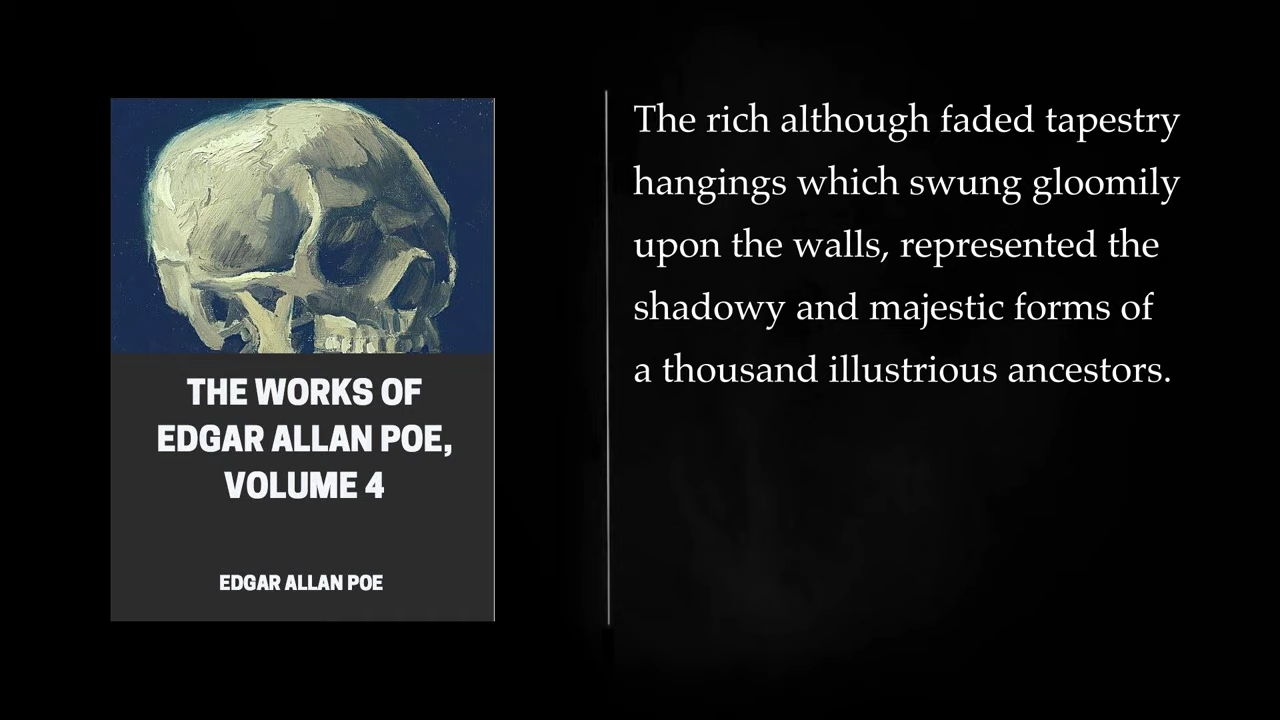 THE WORKS OF
EDGAR ALLAN POE,
VOLUME 4
EDGAR ALLAN POE
The rich although faded tapestry
hangings which swung gloomily
upon the walls, represented the
shadowy and majestic forms of
a thousand illustrious ancestors.